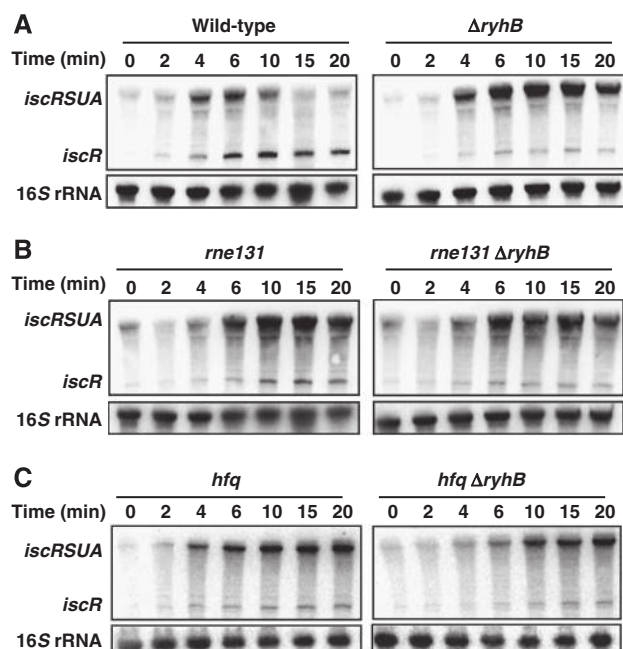 A Wild-type ΔryhB
Time (min) 0 2 4 6 10 15 20 0 2 4 6 10 15 20
iscRSUA
iscR
16S rRNA
B rne131 rne131 ΔryhB
Time (min) 0 2 4 6 10 15 20 0 2 4 6 10 15 20
iscRSUA
iscR
16S rRNA
C hfq hfq ΔryhB
Time (min) 0 2 4 6 10 15 20 0 2 4 6 10 15 20
iscRSUA
iscR
16S rRNA